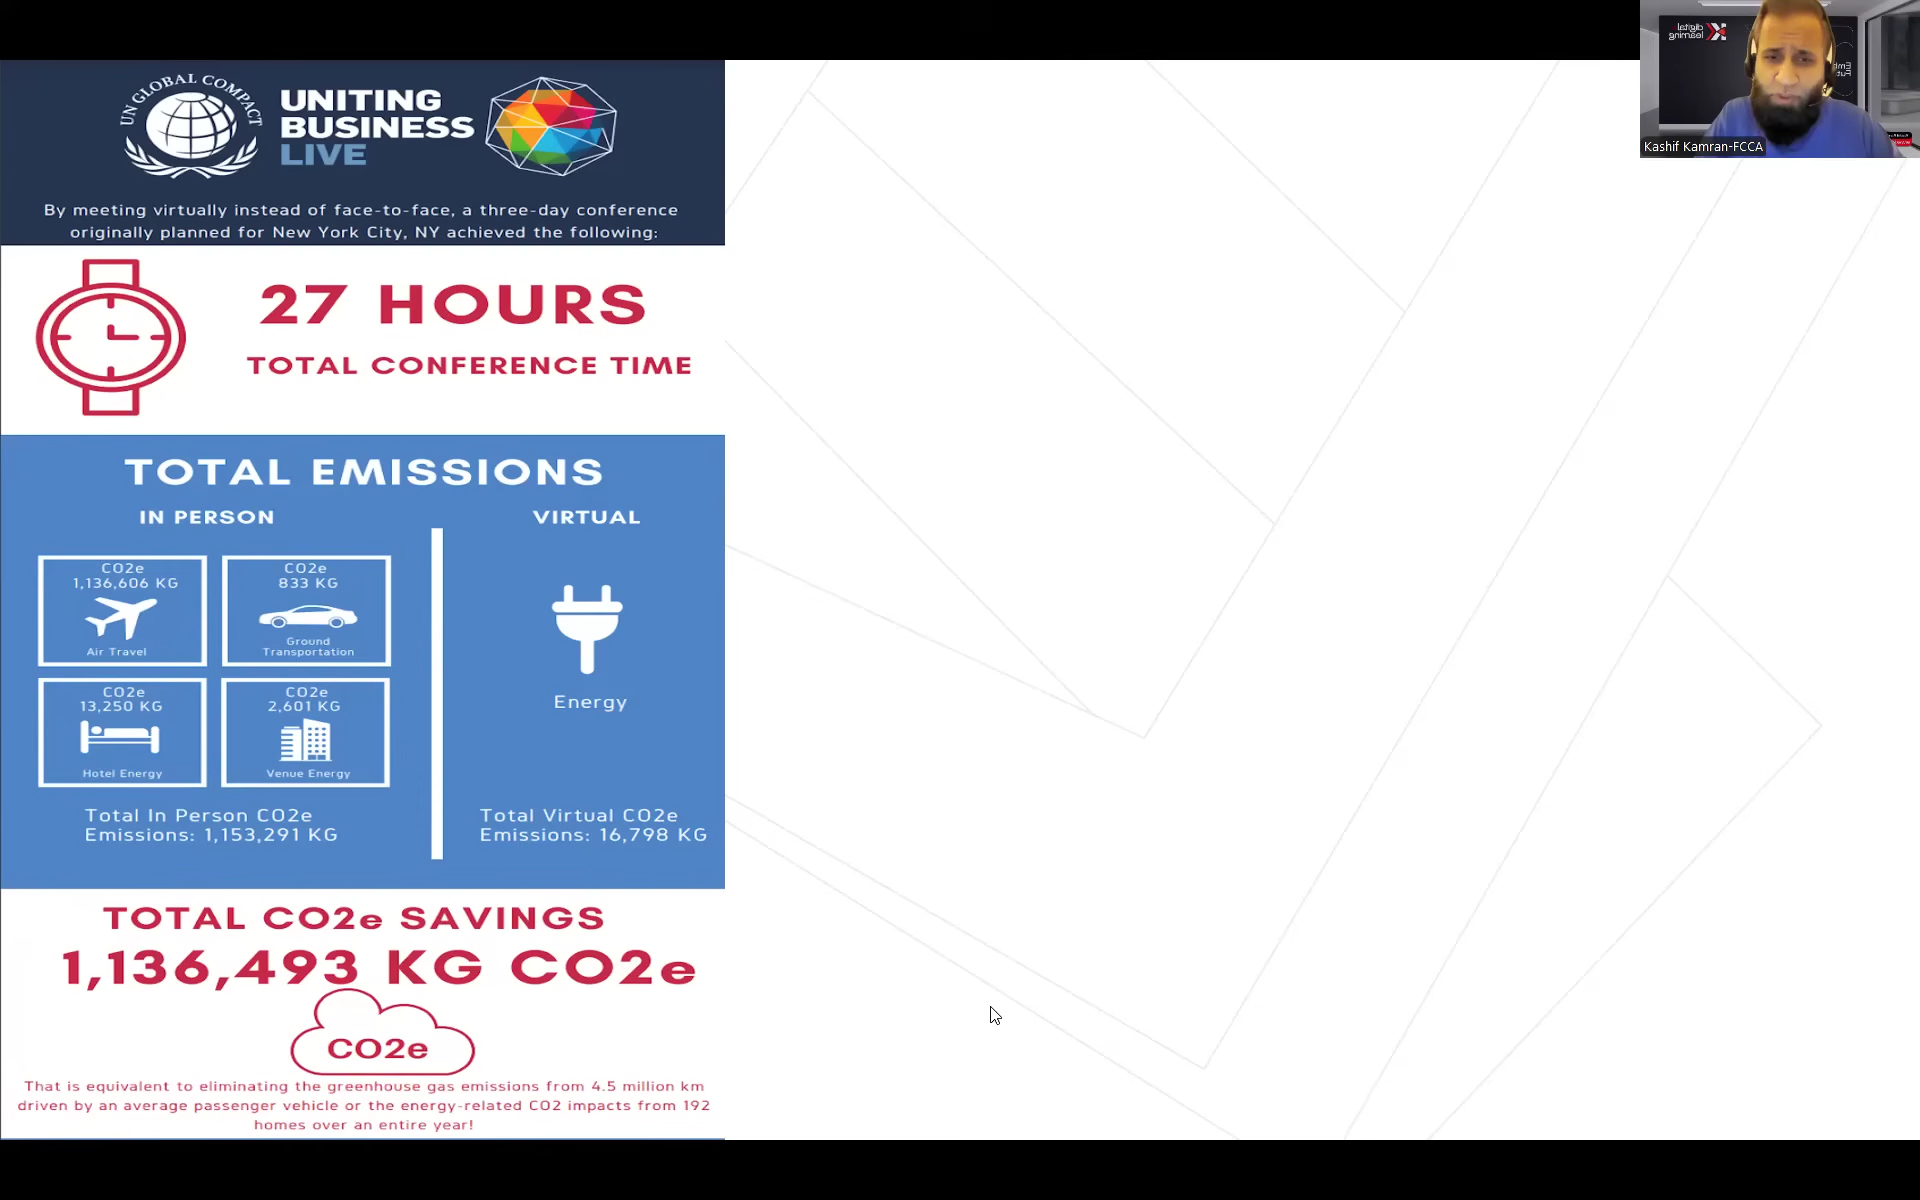 UN GLOBAL COMPACT
UNITING
BUSINESS
LIVE
By meeting virtually instead of face-to-face, a three-day conference
originally planned for New York City, NY achieved the following:
27 HOURS
TOTAL CONFERENCE TIME
TOTAL EMISSIONS
IN PERSON
CO2e
1,136,606 KG
Air Travel
CO2e
833 KG
Ground
Transportation
CO2e
13,250 KG
Hotel Energy
CO2e
2,601 KG
Venue Energy
Total In Person CO2e
Emissions: 1,153,291 KG
VIRTUAL
Energy
Total Virtual CO2e
Emissions: 16,798 KG
TOTAL CO2e SAVINGS
1,136,493 KG CO2e
CO2e
That is equivalent to eliminating the greenhouse gas emissions from 4.5 million km
driven by an average passenger vehicle or the energy-related CO2 impacts from 192
homes over an entire year!
digital
learning
Kashif Kamran-FCCA